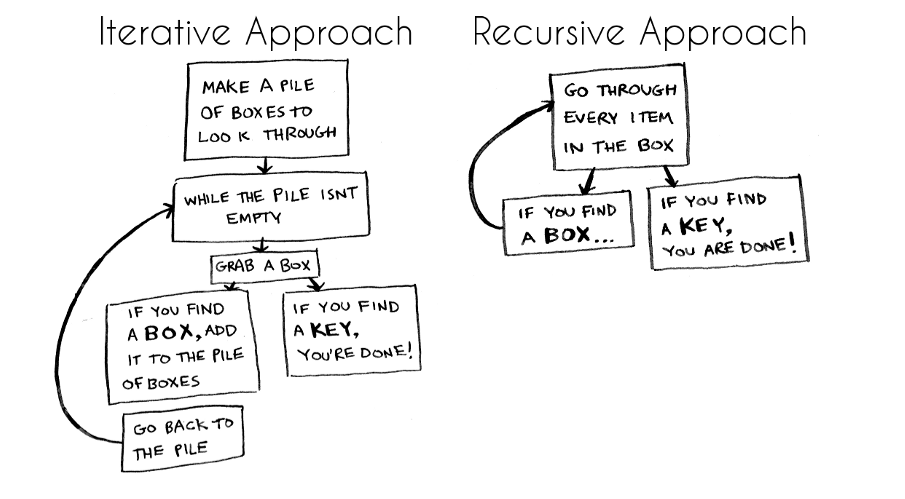 Iterative Approach
MAKE A PILE
OF BOXES TO
LOOK THROUGH
WHILE THE PILE ISNT
EMPTY
GRAB A BOX
IF YOU FIND
A BOX, ADD
IT TO THE PILE
OF BOXES
IF YOU FIND
A KEY,
YOU'RE DONE!
GO BACK TO
THE PILE
Recursive Approach
GO THROUGH
EVERY ITEM
IN THE BOX
IF YOU FIND
A BOX...
IF YOU FIND
A KEY,
YOU ARE DONE!